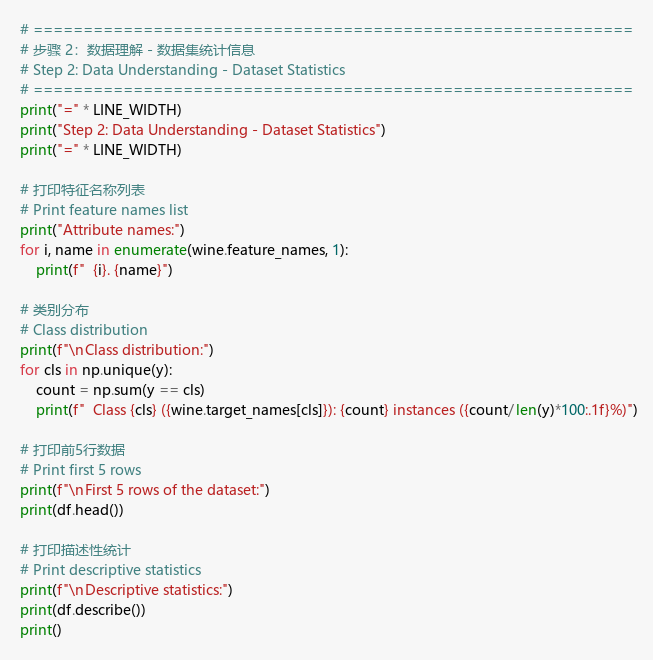 # ============================================================
# 步骤 2：数据理解 - 数据集统计信息
# Step 2: Data Understanding - Dataset Statistics
# ============================================================
print("=" * LINE_WIDTH)
print("Step 2: Data Understanding - Dataset Statistics")
print("=" * LINE_WIDTH)

# 打印特征名称列表
# Print feature names list
print("Attribute names:")
for i, name in enumerate(wine.feature_names, 1):
    print(f"  {i}. {name}")

# 类别分布
# Class distribution
print(f"\nClass distribution:")
for cls in np.unique(y):
    count = np.sum(y == cls)
    print(f"  Class {cls} ({wine.target_names[cls]}): {count} instances ({count/len(y)*100:.1f}%)")

# 打印前5行数据
# Print first 5 rows
print(f"\nFirst 5 rows of the dataset:")
print(df.head())

# 打印描述性统计
# Print descriptive statistics
print(f"\nDescriptive statistics:")
print(df.describe())
print()